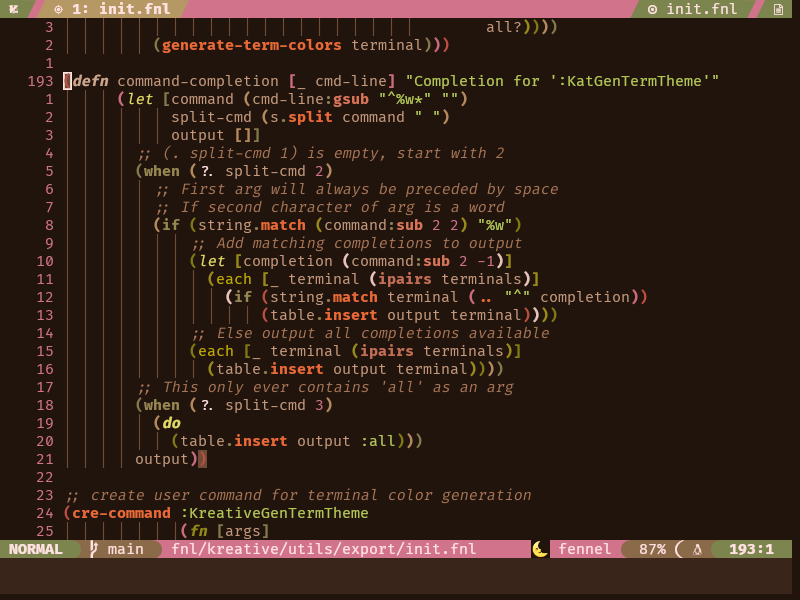 1: init.fnl init.fnl
3 all?))))
2 (generate-term-colors terminal)))
1
193 (defn command-completion [_ cmd-line] "Completion for ':KatGenTermTheme'"
1 (let [command (cmd-line:gsub "^%w*" "")
2 split-cmd (s.split command " ")
3 output []]
4 ;; (. split-cmd 1) is empty, start with 2
5 (when (?. split-cmd 2)
6 ;; First arg will always be preceded by space
7 ;; If second character of arg is a word
8 (if (string.match (command:sub 2 2) "%w")
9 ;; Add matching completions to output
10 (let [completion (command:sub 2 -1)]
11 (each [_ terminal (ipairs terminals)]
12 (if (string.match terminal (.. "^" completion))
13 (table.insert output terminal))))
14 ;; Else output all completions available
15 (each [_ terminal (ipairs terminals)]
16 (table.insert output terminal))))
17 ;; This only ever contains 'all' as an arg
18 (when (?. split-cmd 3)
19 (do
20 (table.insert output :all)))
21 output))
22
23 ;; create user command for terminal color generation
24 (cre-command :KreativeGenTermTheme
25 (fn [args]
NORMAL main fnl/kreative/utils/export/init.fnl fennel 87% 193:1